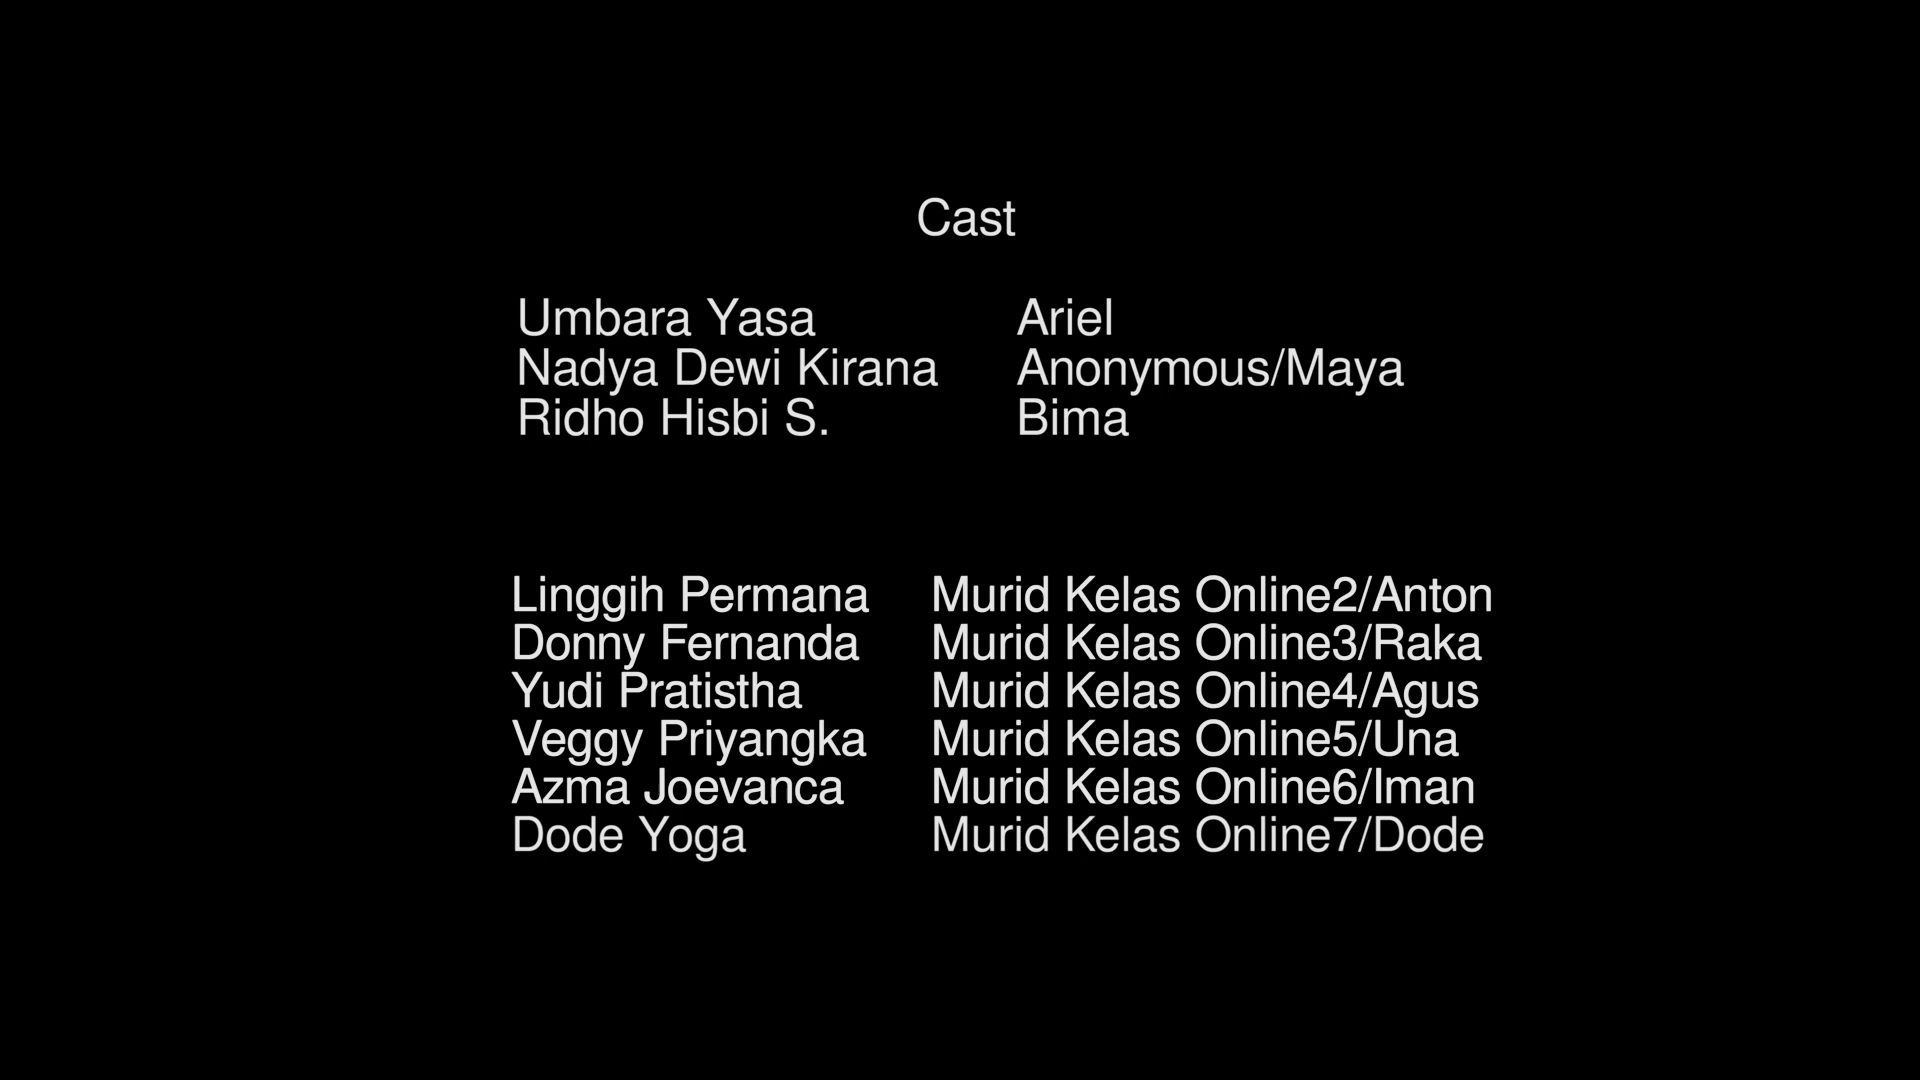 Cast
Umbara Yasa Ariel
Nadya Dewi Kirana Anonymous/Maya
Ridho Hisbi S. Bima
Linggih Permana Murid Kelas Online2/Anton
Donny Fernanda Murid Kelas Online3/Raka
Yudi Pratistha Murid Kelas Online4/Agus
Veggy Priyangka Murid Kelas Online5/Una
Azma Joevanca Murid Kelas Online6/Iman
Dode Yoga Murid Kelas Online7/Dode